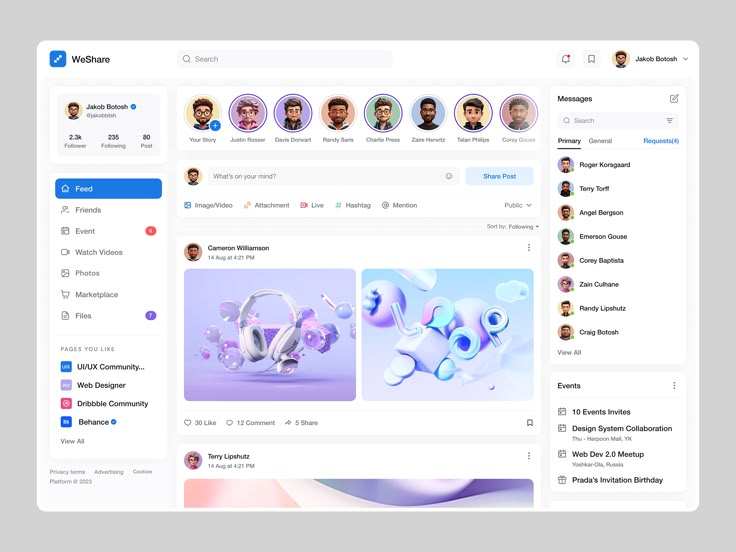 WeShare
Search
Jakob Botosh
Jakob Botosh
@jakobbtsh
2.3k
235
80
Follower
Following
Post
Feed
Friends
Event
4
Watch Videos
Photos
Marketplace
Files
7
PAGES YOU LIKE
UI/UX Community...
Web Designer
Dribbble Community
Bē
Behance
View All
Privacy terms
Advertising
Cookies
Platform @ 2023
Your Story
Justin Rosser
Davis Dorwart
Randy Saris
Charlie Press
Zaire Herwitz
Taian Philips
Corey Gouse
What's on your mind?
Share Post
Image/Video
Attachment
Live
Hashtag
Mention
Public
Sort by: Following
Cameron Williamson
14 Aug at 4:21 PM
LOOP
30 Like
12 Comment
5 Share
Terry Lipshutz
14 Aug at 4:21 PM
Messages
Search
Primary
General
Requests(4)
Roger Korsgaard
Terry Torff
Angel Bergson
Emerson Gouse
Corey Baptista
Zain Culhane
Randy Lipshutz
Craig Botosh
View All
Events
10 Events Invites
Design System Collaboration
Thu - Harpoon Mall, YK
Web Dev 2.0 Meetup
Yoshkar-Ola, Russia
Prada's Invitation Birthday